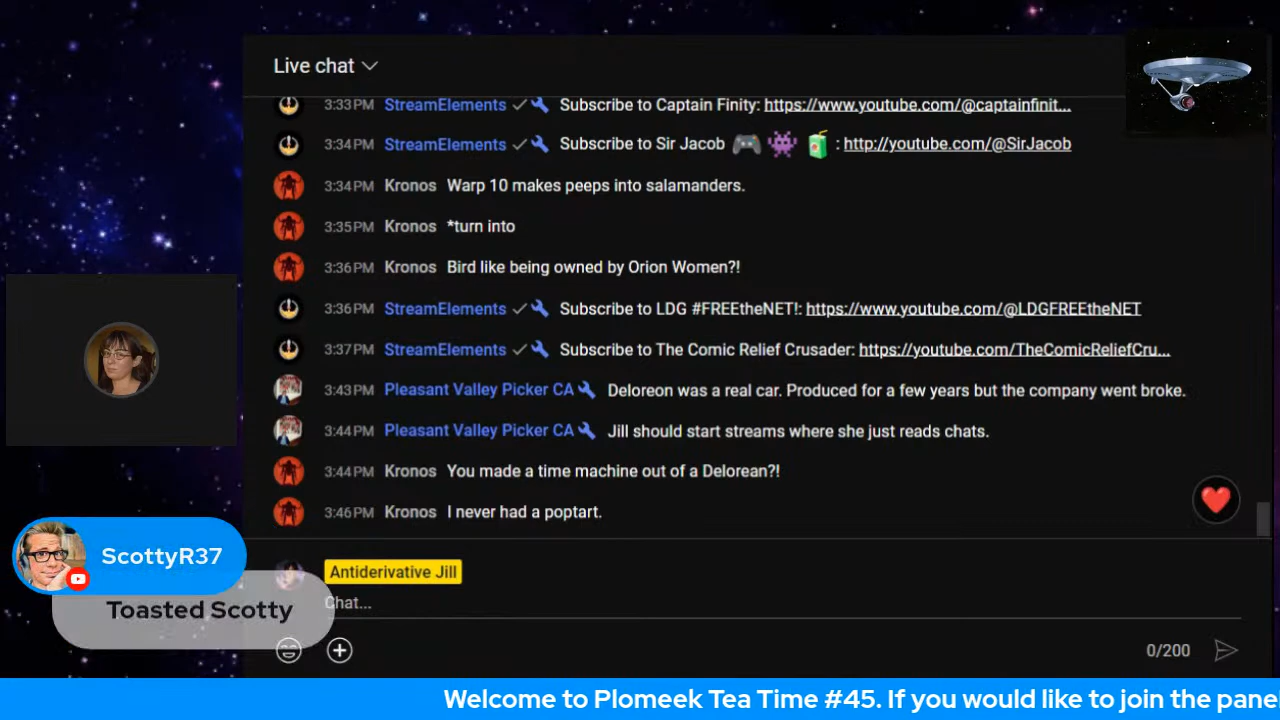 Live chat
3:33 PM StreamElements Subscribe to Captain Finity: https://www.youtube.com/@captainfinit...
3:34 PM StreamElements Subscribe to Sir Jacob 🎮 👾 🧃 : http://youtube.com/@SirJacob
3:34 PM Kronos Warp 10 makes peeps into salamanders.
3:35 PM Kronos *turn into
3:36 PM Kronos Bird like being owned by Orion Women?!
3:36 PM StreamElements Subscribe to LDG #FREEtheNET!: https://www.youtube.com/@LDGFREEtheNET
3:37 PM StreamElements Subscribe to The Comic Relief Crusader: https://youtube.com/TheComicReliefCru...
3:43 PM Pleasant Valley Picker CA Deloreon was a real car. Produced for a few years but the company went broke.
3:44 PM Pleasant Valley Picker CA Jill should start streams where she just reads chats.
3:44 PM Kronos You made a time machine out of a Delorean?!
3:46 PM Kronos I never had a poptart.
ScottyR37
Toasted Scotty
Antiderivative Jill
Chat...
0/200
Welcome to Plomeek Tea Time #45. If you would like to join the pane